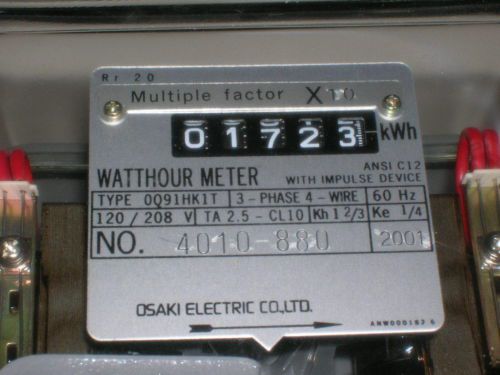 Rr 20
Multiple factor X10
01723 kWh
WATTHOUR METER
ANSI C12
WITH IMPULSE DEVICE
TYPE OQ91HK1T 3-PHASE 4-WIRE 60 Hz
120/208 V TA 2.5-CL10 Kh 1 2/3 Ke 1/4
NO. 4010-880 2001
OSAKI ELECTRIC CO.,LTD.